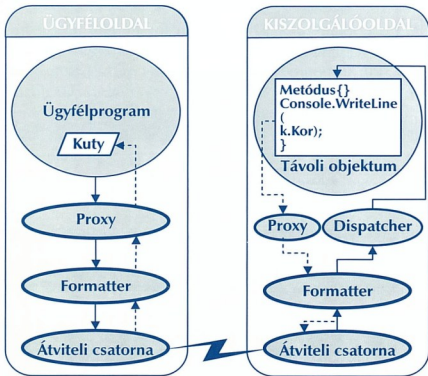 ÜGYFÉLOLDAL
Ügyfélprogram
Kuty
Proxy
Formatter
Átviteli csatorna
KISZOLGÁLÓOLDAL
Metódus{}
Console.WriteLine
(
k.Kor);
}
Távoli objektum
Proxy
Dispatcher
Formatter
Átviteli csatorna